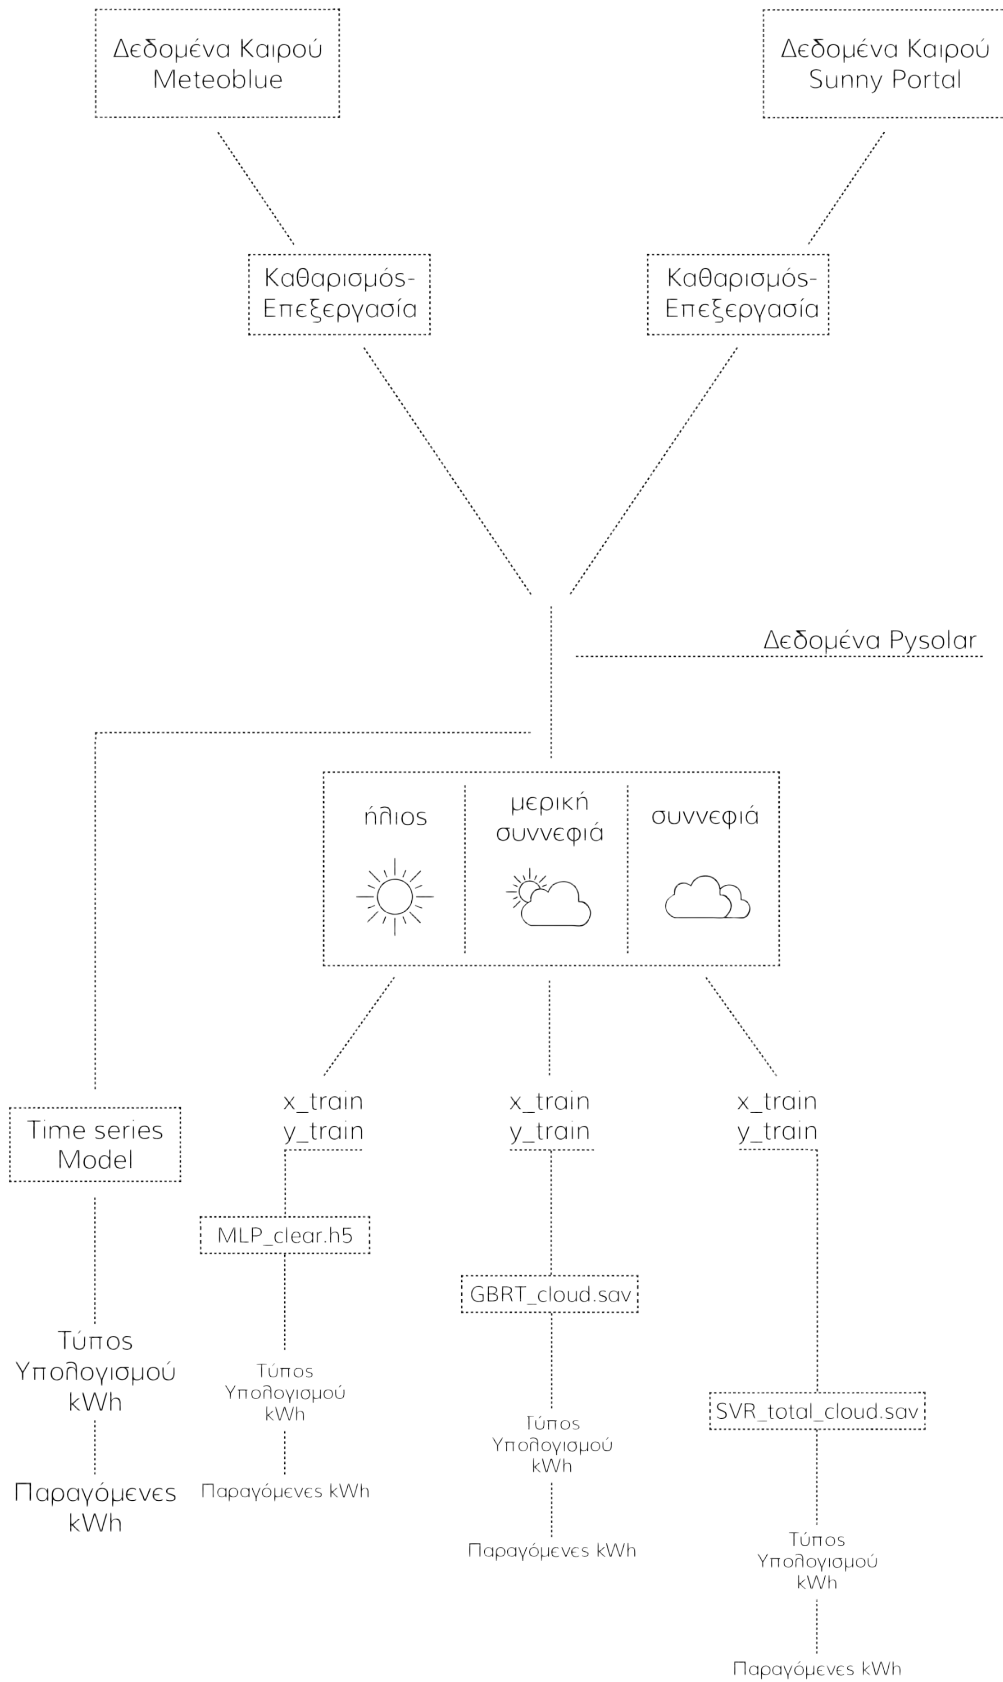 Δεδομένα Καιρού
Meteoblue
Δεδομένα Καιρού
Sunny Portal
Καθαρισμός-
Επεξεργασία
Καθαρισμός-
Επεξεργασία
Δεδομένα Pysolar
ήλιος
μερική
συννεφιά
συννεφιά
Time series
Model
x_train
y_train
x_train
y_train
x_train
y_train
MLP_clear.h5
GBRT_cloud.sav
SVR_total_cloud.sav
Τύπος
Υπολογισμού
kWh
Παραγόμενες
kWh
Τύπος
Υπολογισμού
kWh
Παραγόμενες kWh
Τύπος
Υπολογισμού
kWh
Παραγόμενες kWh
Τύπος
Υπολογισμού
kWh
Παραγόμενες kWh